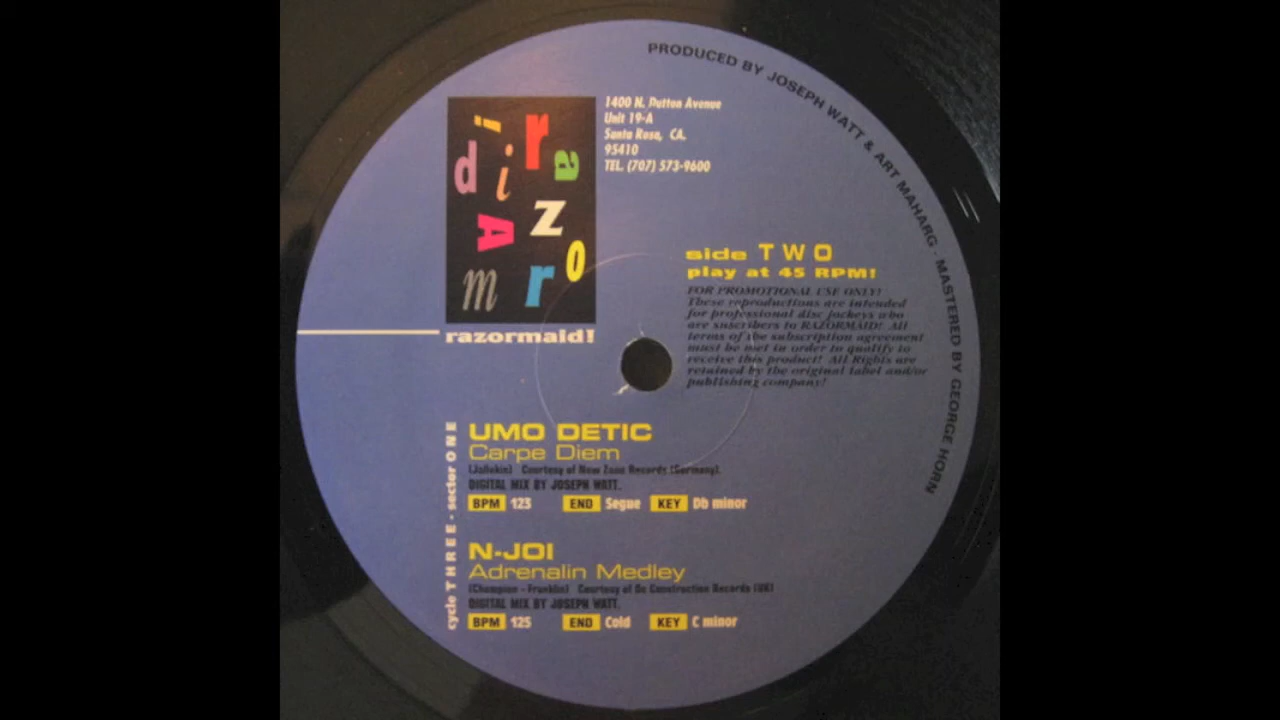 PRODUCED BY JOSEPH WATT & ART MAHARG · MASTERED BY GEORGE HORN
1400 N. Dutton Avenue
Unit 19-A
Santa Rosa, CA.
95410
TEL. (707) 573-9600
razormAid!
razormaid!
side TWO
play at 45 RPM!
FOR PROMOTIONAL USE ONLY!
These reproductions are intended
for professional disc jockeys who
are suscribers to RAZORMAID! All
terms of the subscription agreement
must be met in order to qualify to
receive this product! All Rights are
retained by the original label and/or
publishing company!
cycle THREE · sector ONE
UMO DETIC
Carpe Diem
(Jallokin) Courtesy of New Zone Records (Germany).
DIGITAL MIX BY JOSEPH WATT.
BPM 123 END Segue KEY Db minor
N-JOI
Adrenalin Medley
(Champion - Franklin) Courtesy of De Construction Records (UK)
DIGITAL MIX BY JOSEPH WATT.
BPM 125 END Cold KEY C minor